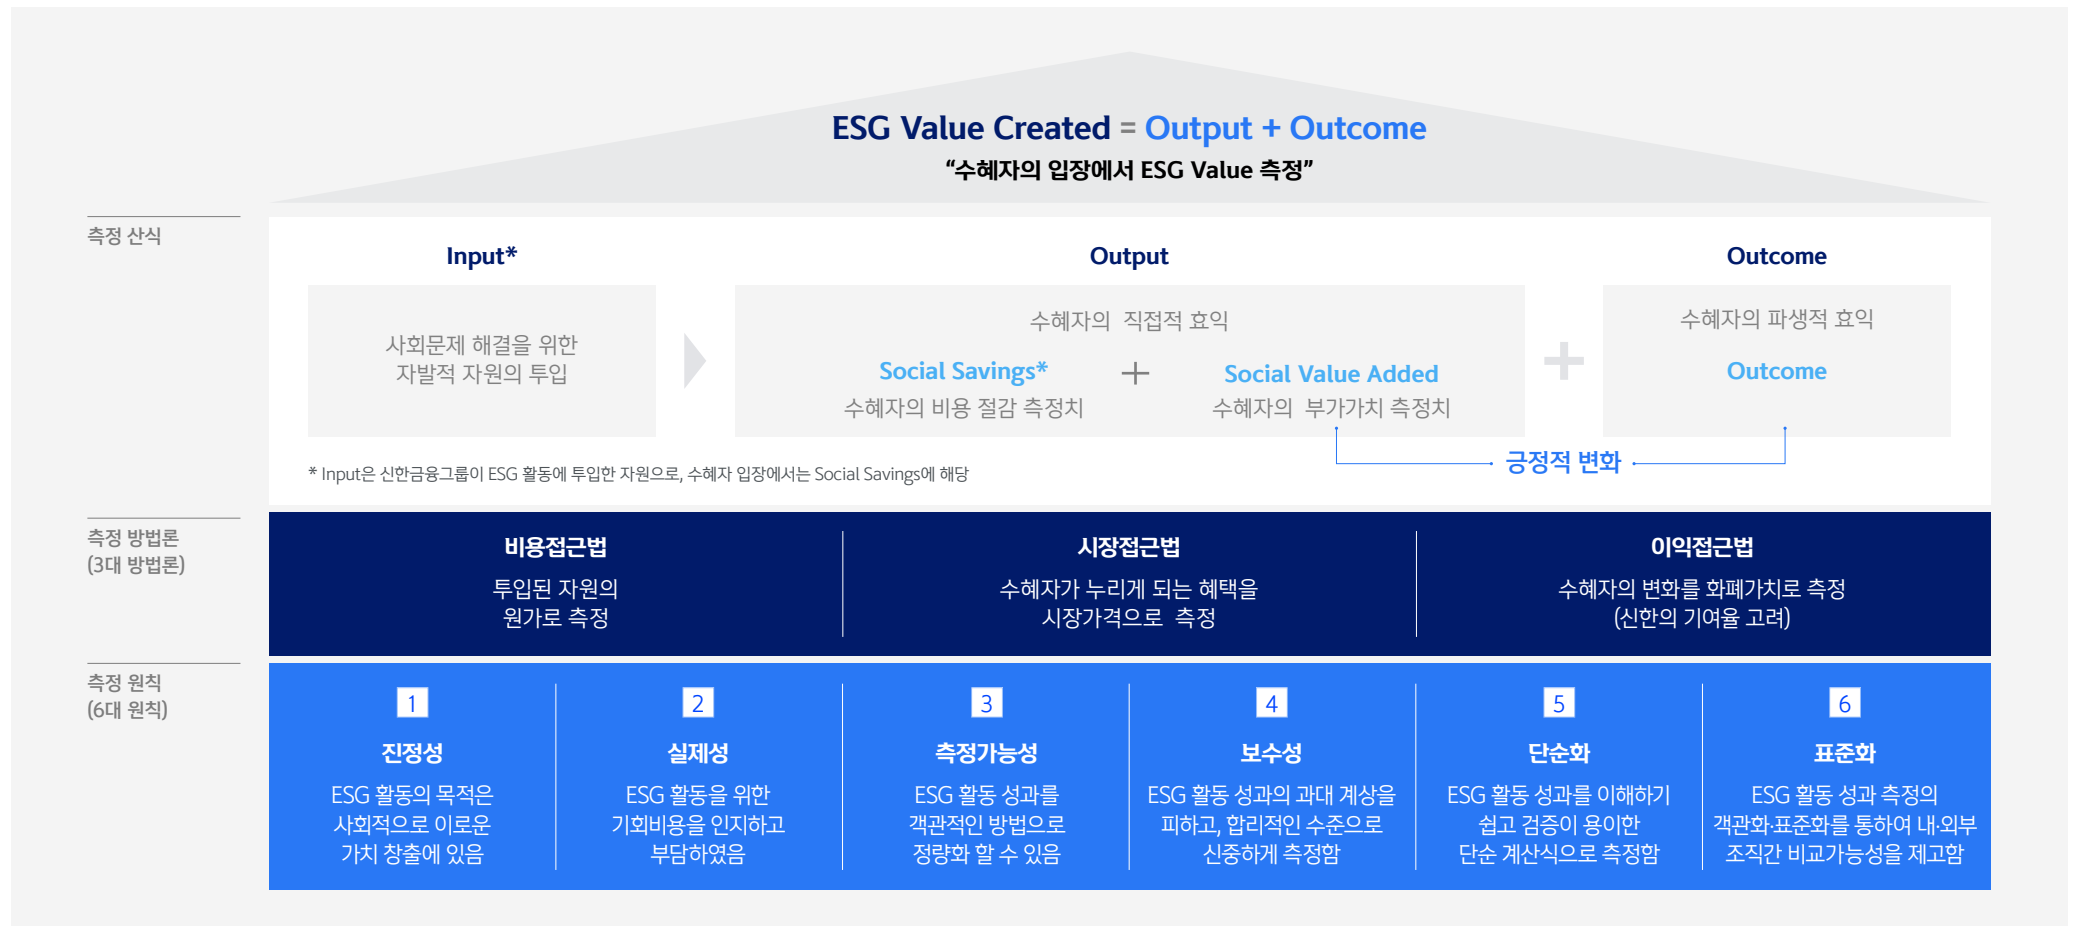 ESG Value Created = Output + Outcome
“수혜자의 입장에서 ESG Value 측정”
측정 산식
Input*
사회문제 해결을 위한
자발적 자원의 투입
Output
수혜자의 직접적 효익
Social Savings*
수혜자의 비용 절감 측정치
+
Social Value Added
수혜자의 부가가치 측정치
+
Outcome
수혜자의 파생적 효익
Outcome
긍정적 변화
* Input은 신한금융그룹이 ESG 활동에 투입한 자원으로, 수혜자 입장에서는 Social Savings에 해당
측정 방법론
(3대 방법론)
비용접근법
투입된 자원의
원가로 측정
시장접근법
수혜자가 누리게 되는 혜택을
시장가격으로 측정
이익접근법
수혜자의 변화를 화폐가치로 측정
(신한의 기여율 고려)
측정 원칙
(6대 원칙)
1
진정성
ESG 활동의 목적은
사회적으로 이로운
가치 창출에 있음
2
실제성
ESG 활동을 위한
기회비용을 인지하고
부담하였음
3
측정가능성
ESG 활동 성과를
객관적인 방법으로
정량화 할 수 있음
4
보수성
ESG 활동 성과의 과대 계상을
피하고, 합리적인 수준으로
신중하게 측정함
5
단순화
ESG 활동 성과를 이해하기
쉽고 검증이 용이한
단순 계산식으로 측정함
6
표준화
ESG 활동 성과 측정의
객관화·표준화를 통하여 내·외부
조직간 비교가능성을 제고함